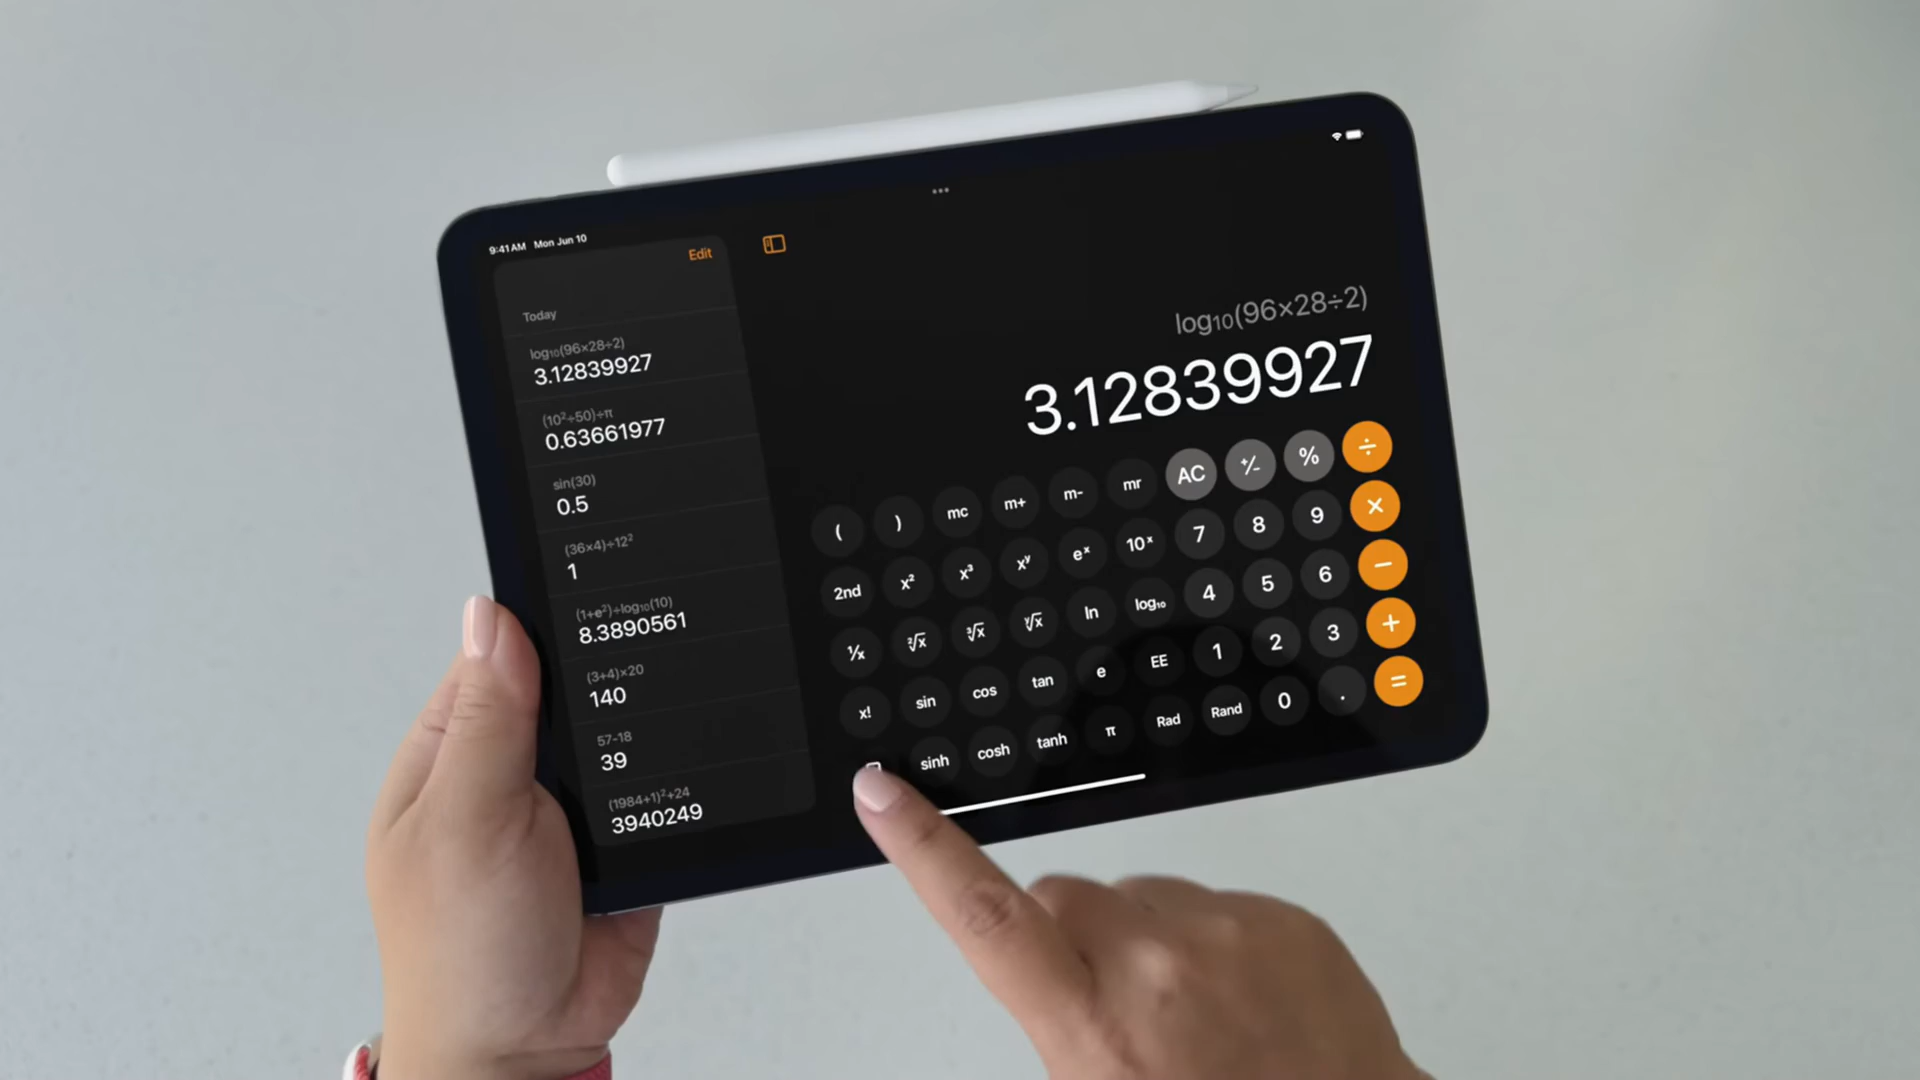 9:41 AM Mon Jun 10
Edit
Today
log₁₀(96×28÷2)
3.12839927
(10²÷50)÷π
0.63661977
sin(30)
0.5
(36×4)÷12²
1
(1+e²)÷log₁₀(10)
8.3890561
(3+4)×20
140
57-18
39
(1984+1)²+24
3940249
log₁₀(96×28÷2)
3.12839927
( ) mc m+ m- mr AC +/- % ÷
2nd x² x³ xʸ eˣ 10ˣ 7 8 9 ×
¹/x ²√x ³√x ʸ√x ln log₁₀ 4 5 6 −
x! sin cos tan e EE 1 2 3 +
sinh cosh tanh π Rad Rand 0 . =